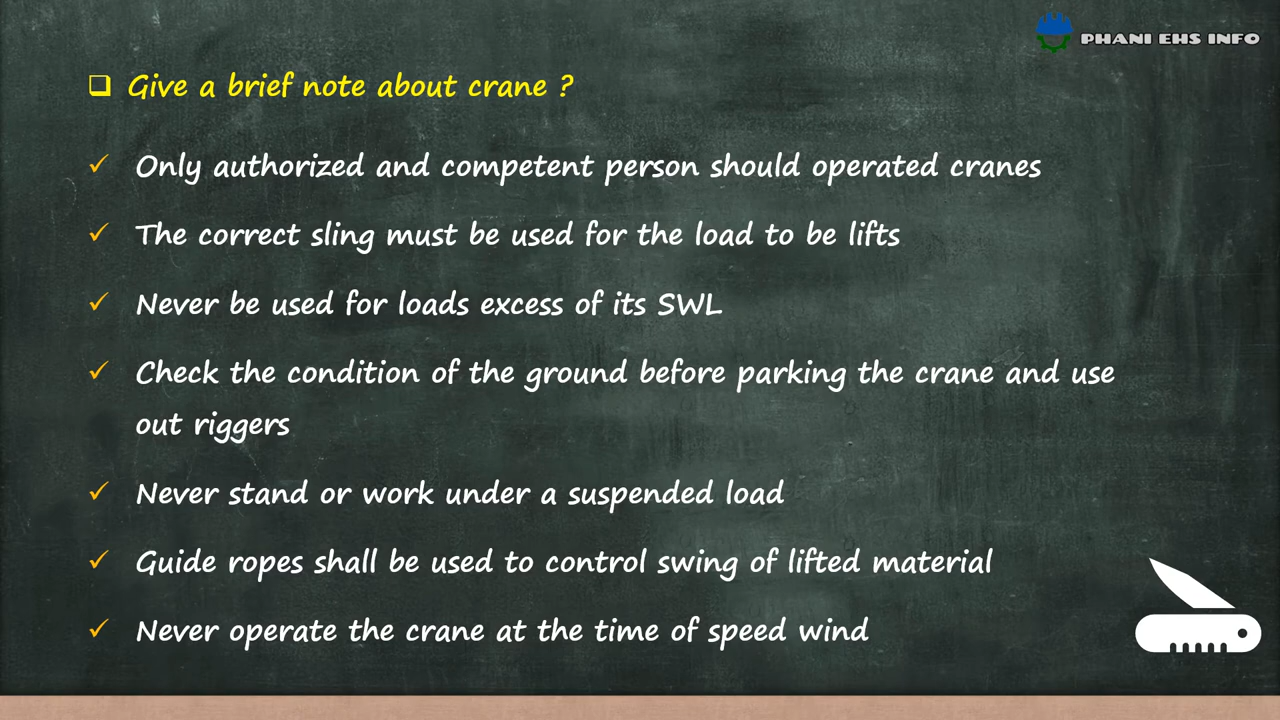 PHANI EHS INFO
Give a brief note about crane ?
Only authorized and competent person should operated cranes
The correct sling must be used for the load to be lifts
Never be used for loads excess of its SWL
Check the condition of the ground before parking the crane and use
out riggers
Never stand or work under a suspended load
Guide ropes shall be used to control swing of lifted material
Never operate the crane at the time of speed wind